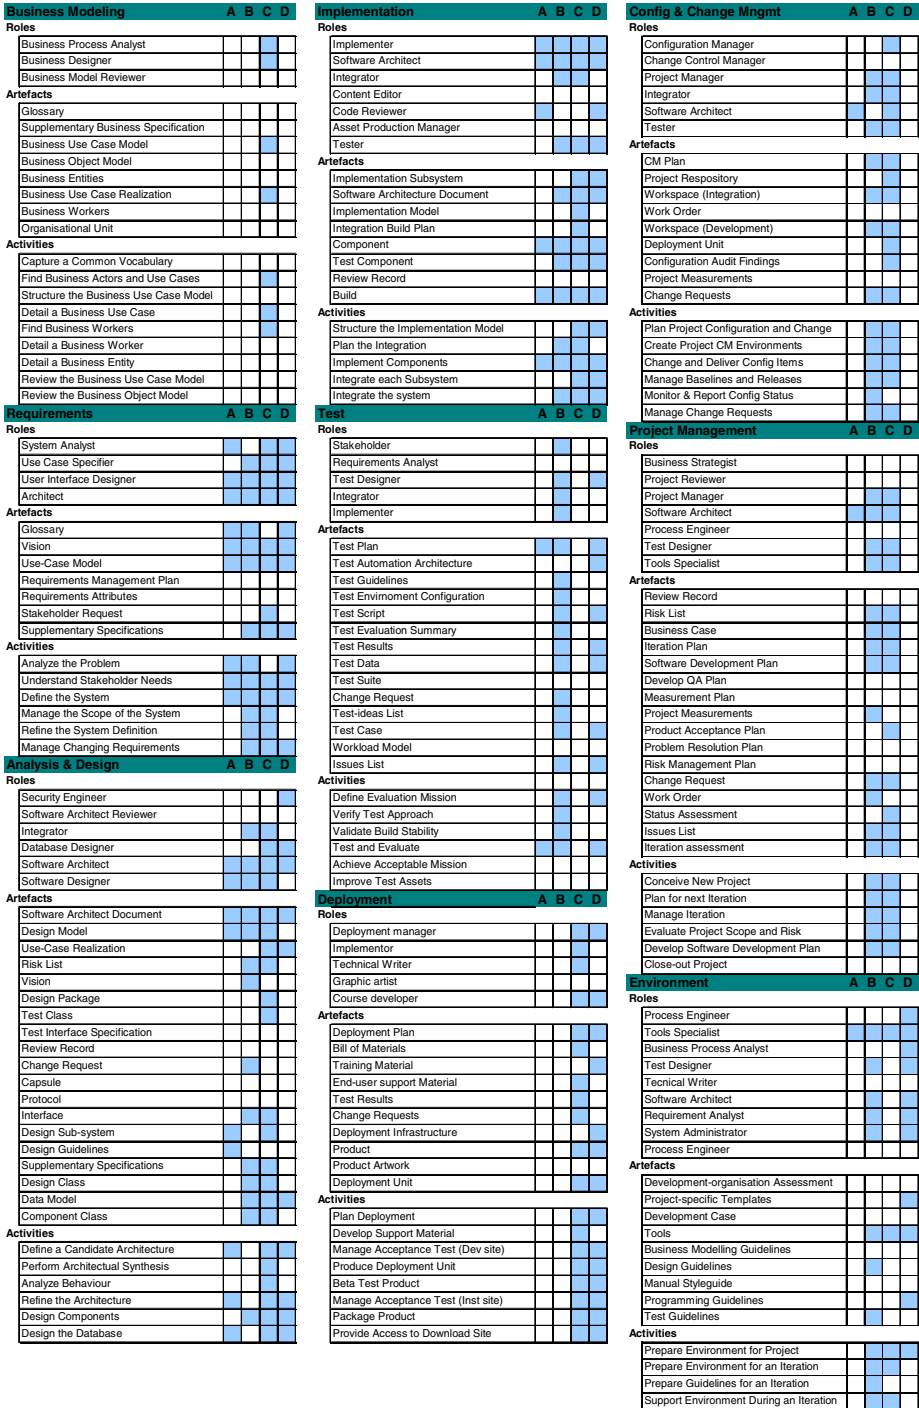 Business Modeling A B C D
Roles
Business Process Analyst
Business Designer
Business Model Reviewer
Artefacts
Glossary
Supplementary Business Specification
Business Use Case Model
Business Object Model
Business Entities
Business Use Case Realization
Business Workers
Organisational Unit
Activities
Capture a Common Vocabulary
Find Business Actors and Use Cases
Structure the Business Use Case Model
Detail a Business Use Case
Find Business Workers
Detail a Business Worker
Detail a Business Entity
Review the Business Use Case Model
Review the Business Object Model
Requirements A B C D
Roles
System Analyst
Use Case Specifier
User Interface Designer
Architect
Artefacts
Glossary
Vision
Use-Case Model
Requirements Management Plan
Requirements Attributes
Stakeholder Request
Supplementary Specifications
Activities
Analyze the Problem
Understand Stakeholder Needs
Define the System
Manage the Scope of the System
Refine the System Definition
Manage Changing Requirements
Analysis & Design A B C D
Roles
Security Engineer
Software Architect Reviewer
Integrator
Database Designer
Software Architect
Software Designer
Artefacts
Software Architect Document
Design Model
Use-Case Realization
Risk List
Vision
Design Package
Test Class
Test Interface Specification
Review Record
Change Request
Capsule
Protocol
Interface
Design Sub-system
Design Guidelines
Supplementary Specifications
Design Class
Data Model
Component Class
Activities
Define a Candidate Architecture
Perform Architectual Synthesis
Analyze Behaviour
Refine the Architecture
Design Components
Design the Database
Implementation A B C D
Roles
Implementer
Software Architect
Integrator
Content Editor
Code Reviewer
Asset Production Manager
Tester
Artefacts
Implementation Subsystem
Software Architecture Document
Implementation Model
Integration Build Plan
Component
Test Component
Review Record
Build
Activities
Structure the Implementation Model
Plan the Integration
Implement Components
Integrate each Subsystem
Integrate the system
Test A B C D
Roles
Stakeholder
Requirements Analyst
Test Designer
Integrator
Implementer
Artefacts
Test Plan
Test Automation Architecture
Test Guidelines
Test Envirnoment Configuration
Test Script
Test Evaluation Summary
Test Results
Test Data
Test Suite
Change Request
Test-ideas List
Test Case
Workload Model
Issues List
Activities
Define Evaluation Mission
Verify Test Approach
Validate Build Stability
Test and Evaluate
Achieve Acceptable Mission
Improve Test Assets
Deployment A B C D
Roles
Deployment manager
Implementor
Technical Writer
Graphic artist
Course developer
Artefacts
Deployment Plan
Bill of Materials
Training Material
End-user support Material
Test Results
Change Requests
Deployment Infrastructure
Product
Product Artwork
Deployment Unit
Activities
Plan Deployment
Develop Support Material
Manage Acceptance Test (Dev site)
Produce Deployment Unit
Beta Test Product
Manage Acceptance Test (Inst site)
Package Product
Provide Access to Download Site
Config & Change Mngmt A B C D
Roles
Configuration Manager
Change Control Manager
Project Manager
Integrator
Software Architect
Tester
Artefacts
CM Plan
Project Respository
Workspace (Integration)
Work Order
Workspace (Development)
Deployment Unit
Configuration Audit Findings
Project Measurements
Change Requests
Activities
Plan Project Configuration and Change
Create Project CM Environments
Change and Deliver Config Items
Manage Baselines and Releases
Monitor & Report Config Status
Manage Change Requests
Project Management A B C D
Roles
Business Strategist
Project Reviewer
Project Manager
Software Architect
Process Engineer
Test Designer
Tools Specialist
Artefacts
Review Record
Risk List
Business Case
Iteration Plan
Software Development Plan
Develop QA Plan
Measurement Plan
Project Measurements
Product Acceptance Plan
Problem Resolution Plan
Risk Management Plan
Change Request
Work Order
Status Assessment
Issues List
Iteration assessment
Activities
Conceive New Project
Plan for next Iteration
Manage Iteration
Evaluate Project Scope and Risk
Develop Software Development Plan
Close-out Project
Environment A B C D
Roles
Process Engineer
Tools Specialist
Business Process Analyst
Test Designer
Tecnical Writer
Software Architect
Requirement Analyst
System Administrator
Process Engineer
Artefacts
Development-organisation Assessment
Project-specific Templates
Development Case
Tools
Business Modelling Guidelines
Design Guidelines
Manual Styleguide
Programming Guidelines
Test Guidelines
Activities
Prepare Environment for Project
Prepare Environment for an Iteration
Prepare Guidelines for an Iteration
Support Environment During an Iteration